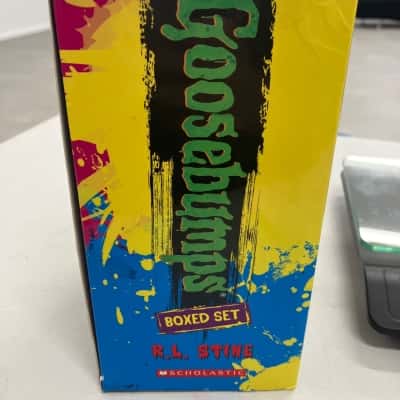 Goosebumps
BOXED SET
R.L. STINE
SCHOLASTIC